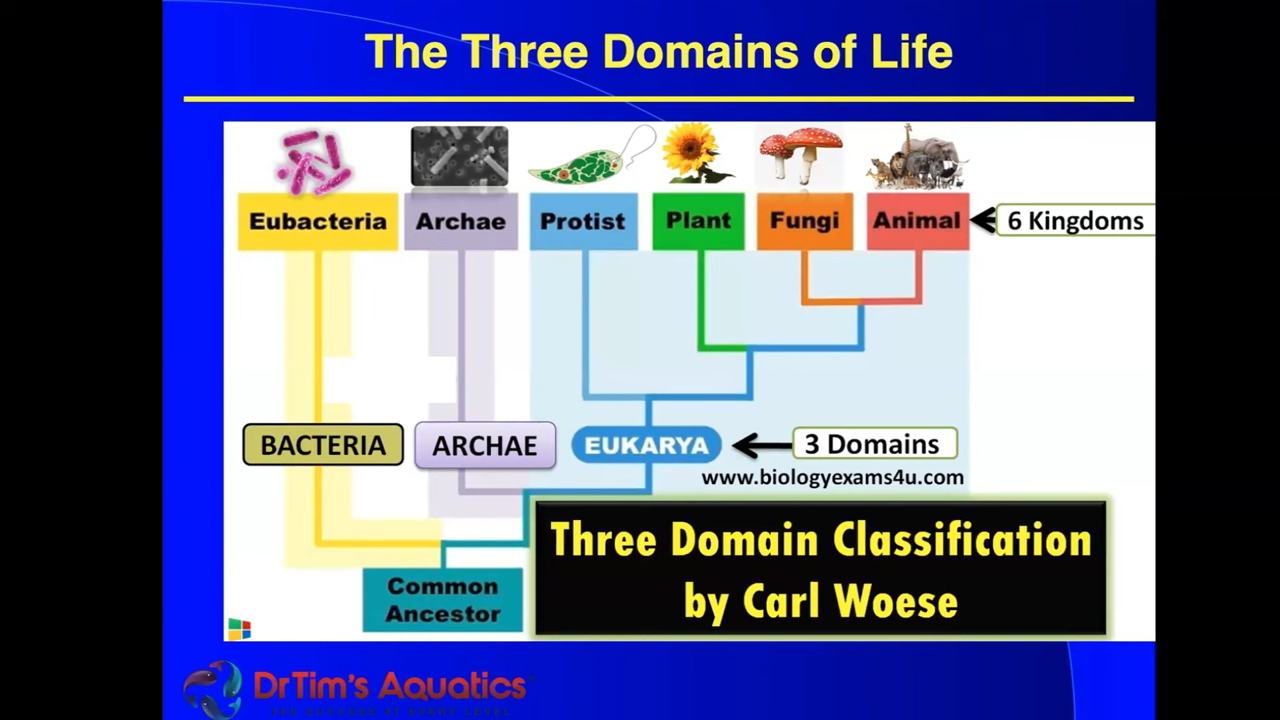 The Three Domains of Life
Eubacteria
Archae
Protist
Plant
Fungi
Animal
6 Kingdoms
BACTERIA
ARCHAE
EUKARYA
3 Domains
www.biologyexams4u.com
Three Domain Classification
by Carl Woese
Common
Ancestor
DrTim's Aquatics